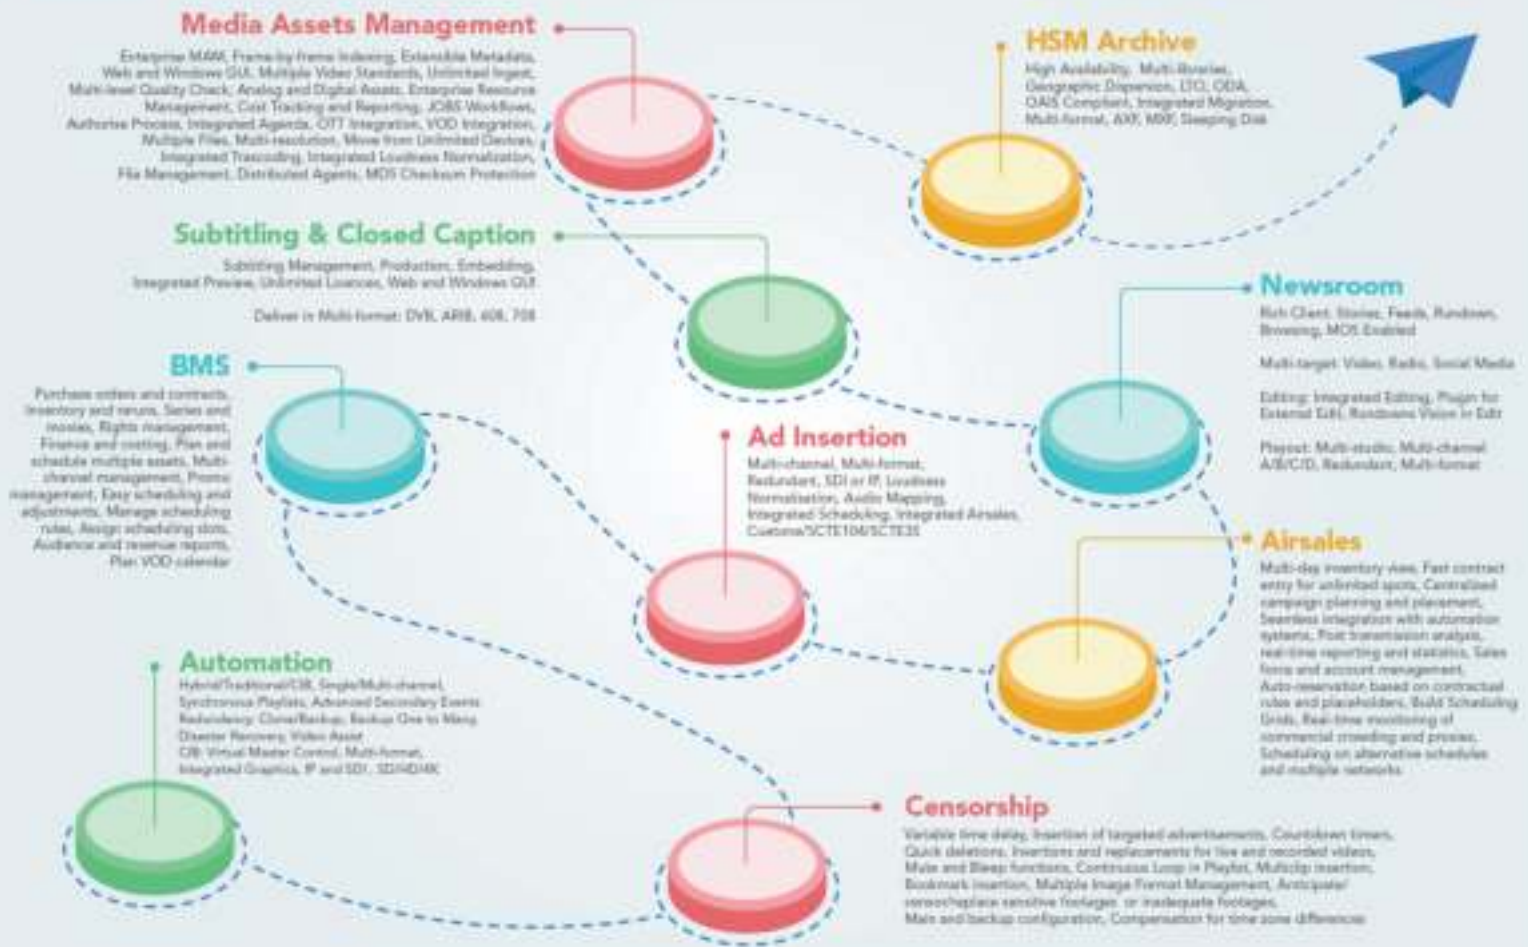 Media Assets Management
Enterprise MAM, Frame-by-frame Indexing, Extensible Metadata,
Web and Windows GUI, Multiple Video Standards, Unlimited Ingest,
Multi-level Quality Check, Analog and Digital Assets, Enterprise Resource
Management, Cost Tracking and Reporting, JOBS Workflows,
Authorise Process, Integrated Agenda, OTT Integration, VOD Integration,
Multiple Files, Multi-resolution, Move from Unlimited Devices,
Integrated Trascoding, Integrated Loudness Normalization,
File Management, Distributed Agents, MD5 Checksum Protection
HSM Archive
High Availability, Multi-libraries,
Geographic Dispersion, LTO, ODA,
OAIS Compliant, Integrated Migration,
Multi-format, AXF, MXF, Sleeping Disk
Subtitling & Closed Caption
Subtitling Management, Production, Embedding,
Integrated Preview, Unlimited Licences, Web and Windows GUI
Deliver in Multi-format: DVB, ARIB, 608, 708
Newsroom
Rich Client: Stories, Feeds, Rundown,
Browsing, MOS Enabled
Multi-target: Video, Radio, Social Media
Editing: Integrated Editing, Plugin for
External Edit, Rundowns Vision in Edit
Playout: Multi-studio, Multi-channel
A/B/C/D, Redundant, Multi-format
BMS
Purchase orders and contracts,
Inventory and reruns, Series and
movies, Rights management,
Finance and costing, Plan and
schedule multiple assets, Multi-
channel management, Promo
management, Easy scheduling and
adjustments, Manage scheduling
rules, Assign scheduling slots,
Audience and revenue reports,
Plan VOD calendar
Ad Insertion
Multi-channel, Multi-format,
Redundant, SDI or IP, Loudness
Normalisation, Audio Mapping,
Integrated Scheduling, Integrated Airsales,
Custome/SCTE104/SCTE35
Airsales
Multi-day inventory view, Fast contract
entry for unlimited spots, Centralised
campaign planning and placement,
Seamless integration with automation
systems, Post transmission analysis,
real-time reporting and statistics, Sales
force and account management,
Auto-reservation based on contractual
rules and placeholders, Build Scheduling
Grids, Real-time monitoring of
commercial crowding and proxies,
Scheduling on alternative schedules
and multiple networks
Automation
Hybrid/Traditional/CIB, Single/Multi-channel,
Synchronous Playlists, Advanced Secondary Events
Redundancy: Clone/Backup, Backup One to Many,
Disaster Recovery, Video Assist
CIB: Virtual Master Control, Multi-format,
Integrated Graphics, IP and SDI, SD/HD/4K
Censorship
Variable time delay, Insertion of targeted advertisements, Countdown timers,
Quick deletions, Invertions and replacements for live and recorded videos,
Mute and Bleep functions, Continuous Loop in Playlist, Multiclip insertion,
Bookmark insertion, Multiple Image Format Management, Anticipate/
censor/replace sensitive footages or inadequate footages,
Main and backup configuration, Compensation for time zone differences